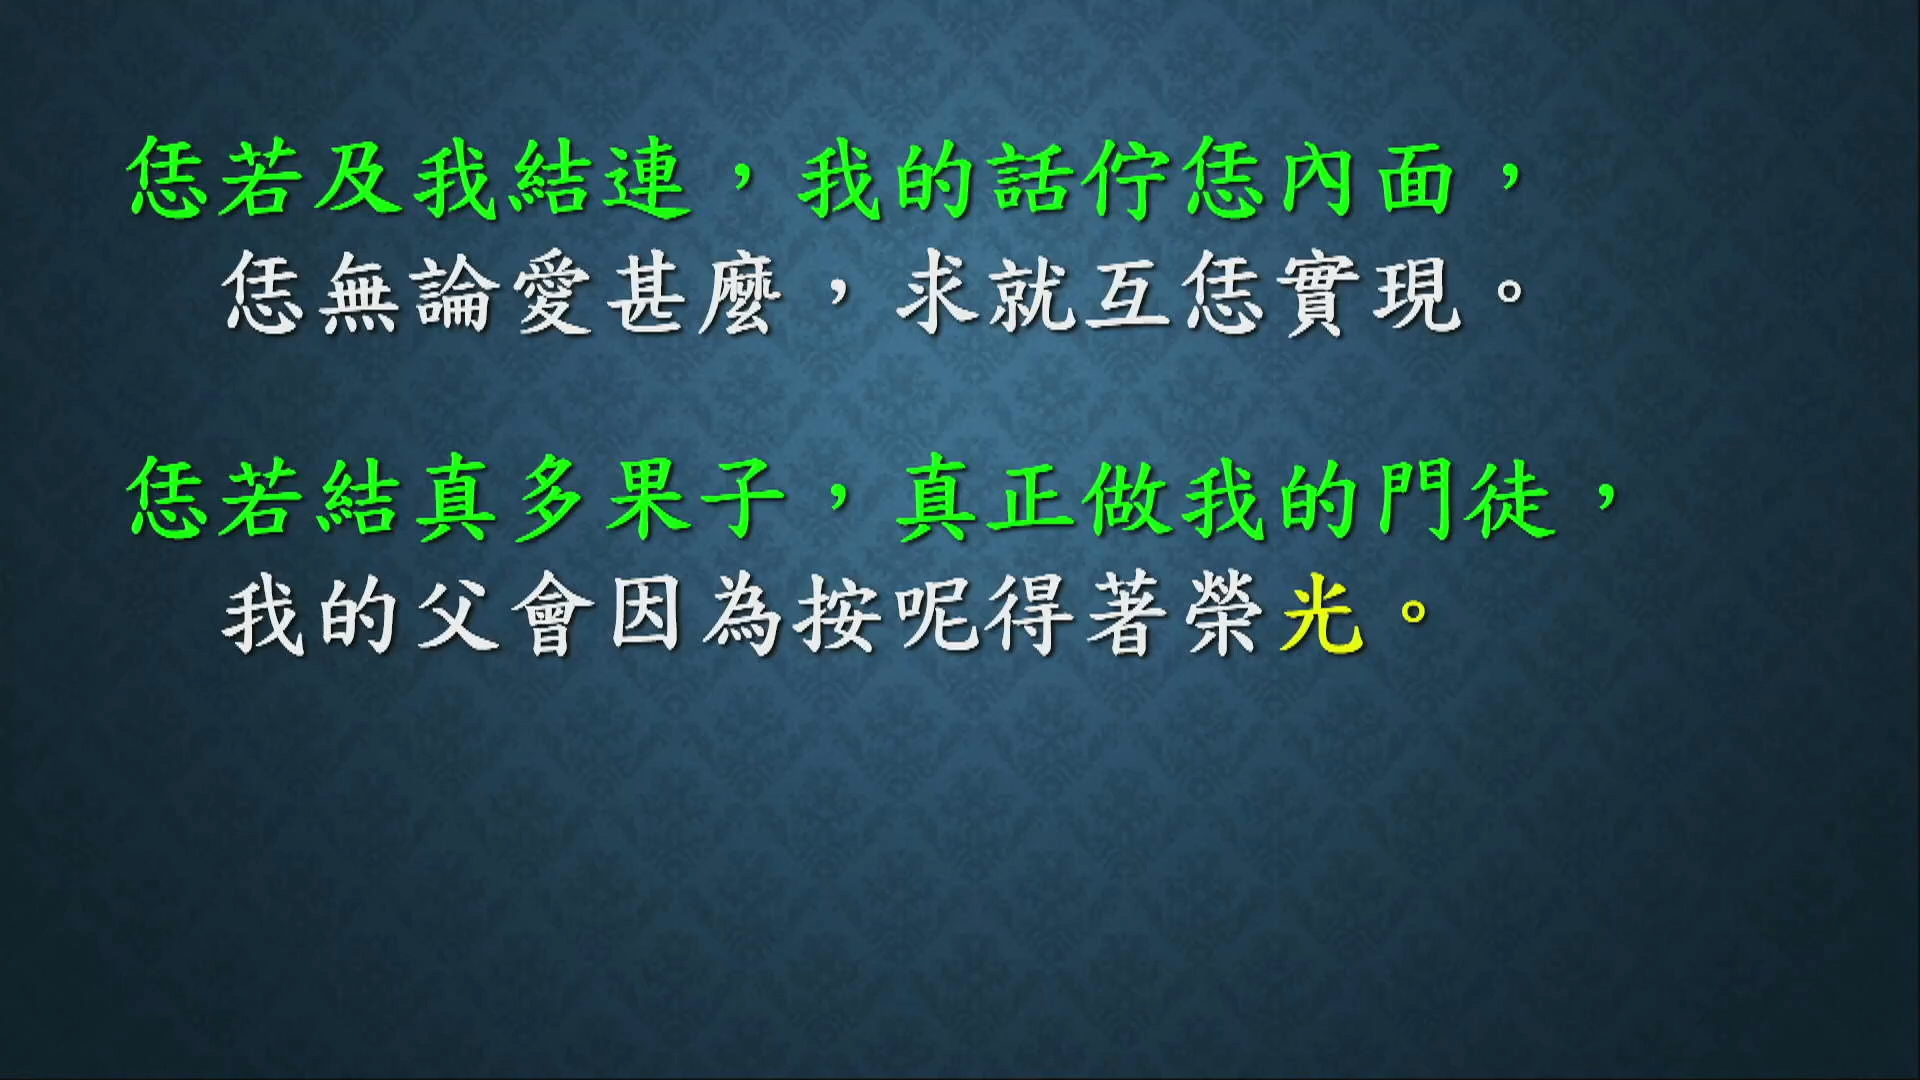 恁若及我結連，我的話佇恁內面，
恁無論愛甚麼，求就互恁實現。
恁若結真多果子，真正做我的門徒，
我的父會因為按呢得著榮光。